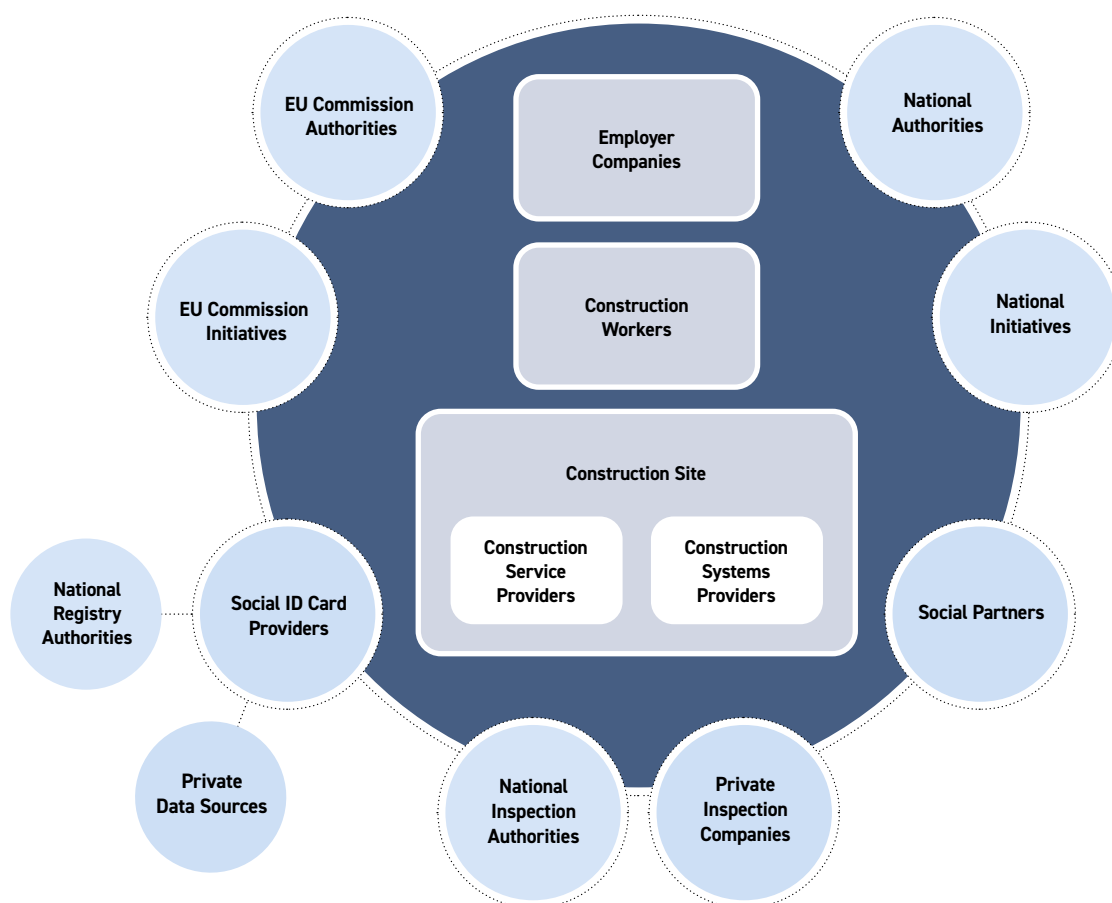 EU Commission
Authorities
Employer
Companies
National
Authorities
EU Commission
Initiatives
Construction
Workers
National
Initiatives
Construction Site
Construction
Service
Providers
Construction
Systems
Providers
National
Registry
Authorities
Social ID Card
Providers
Social Partners
Private
Data Sources
National
Inspection
Authorities
Private
Inspection
Companies